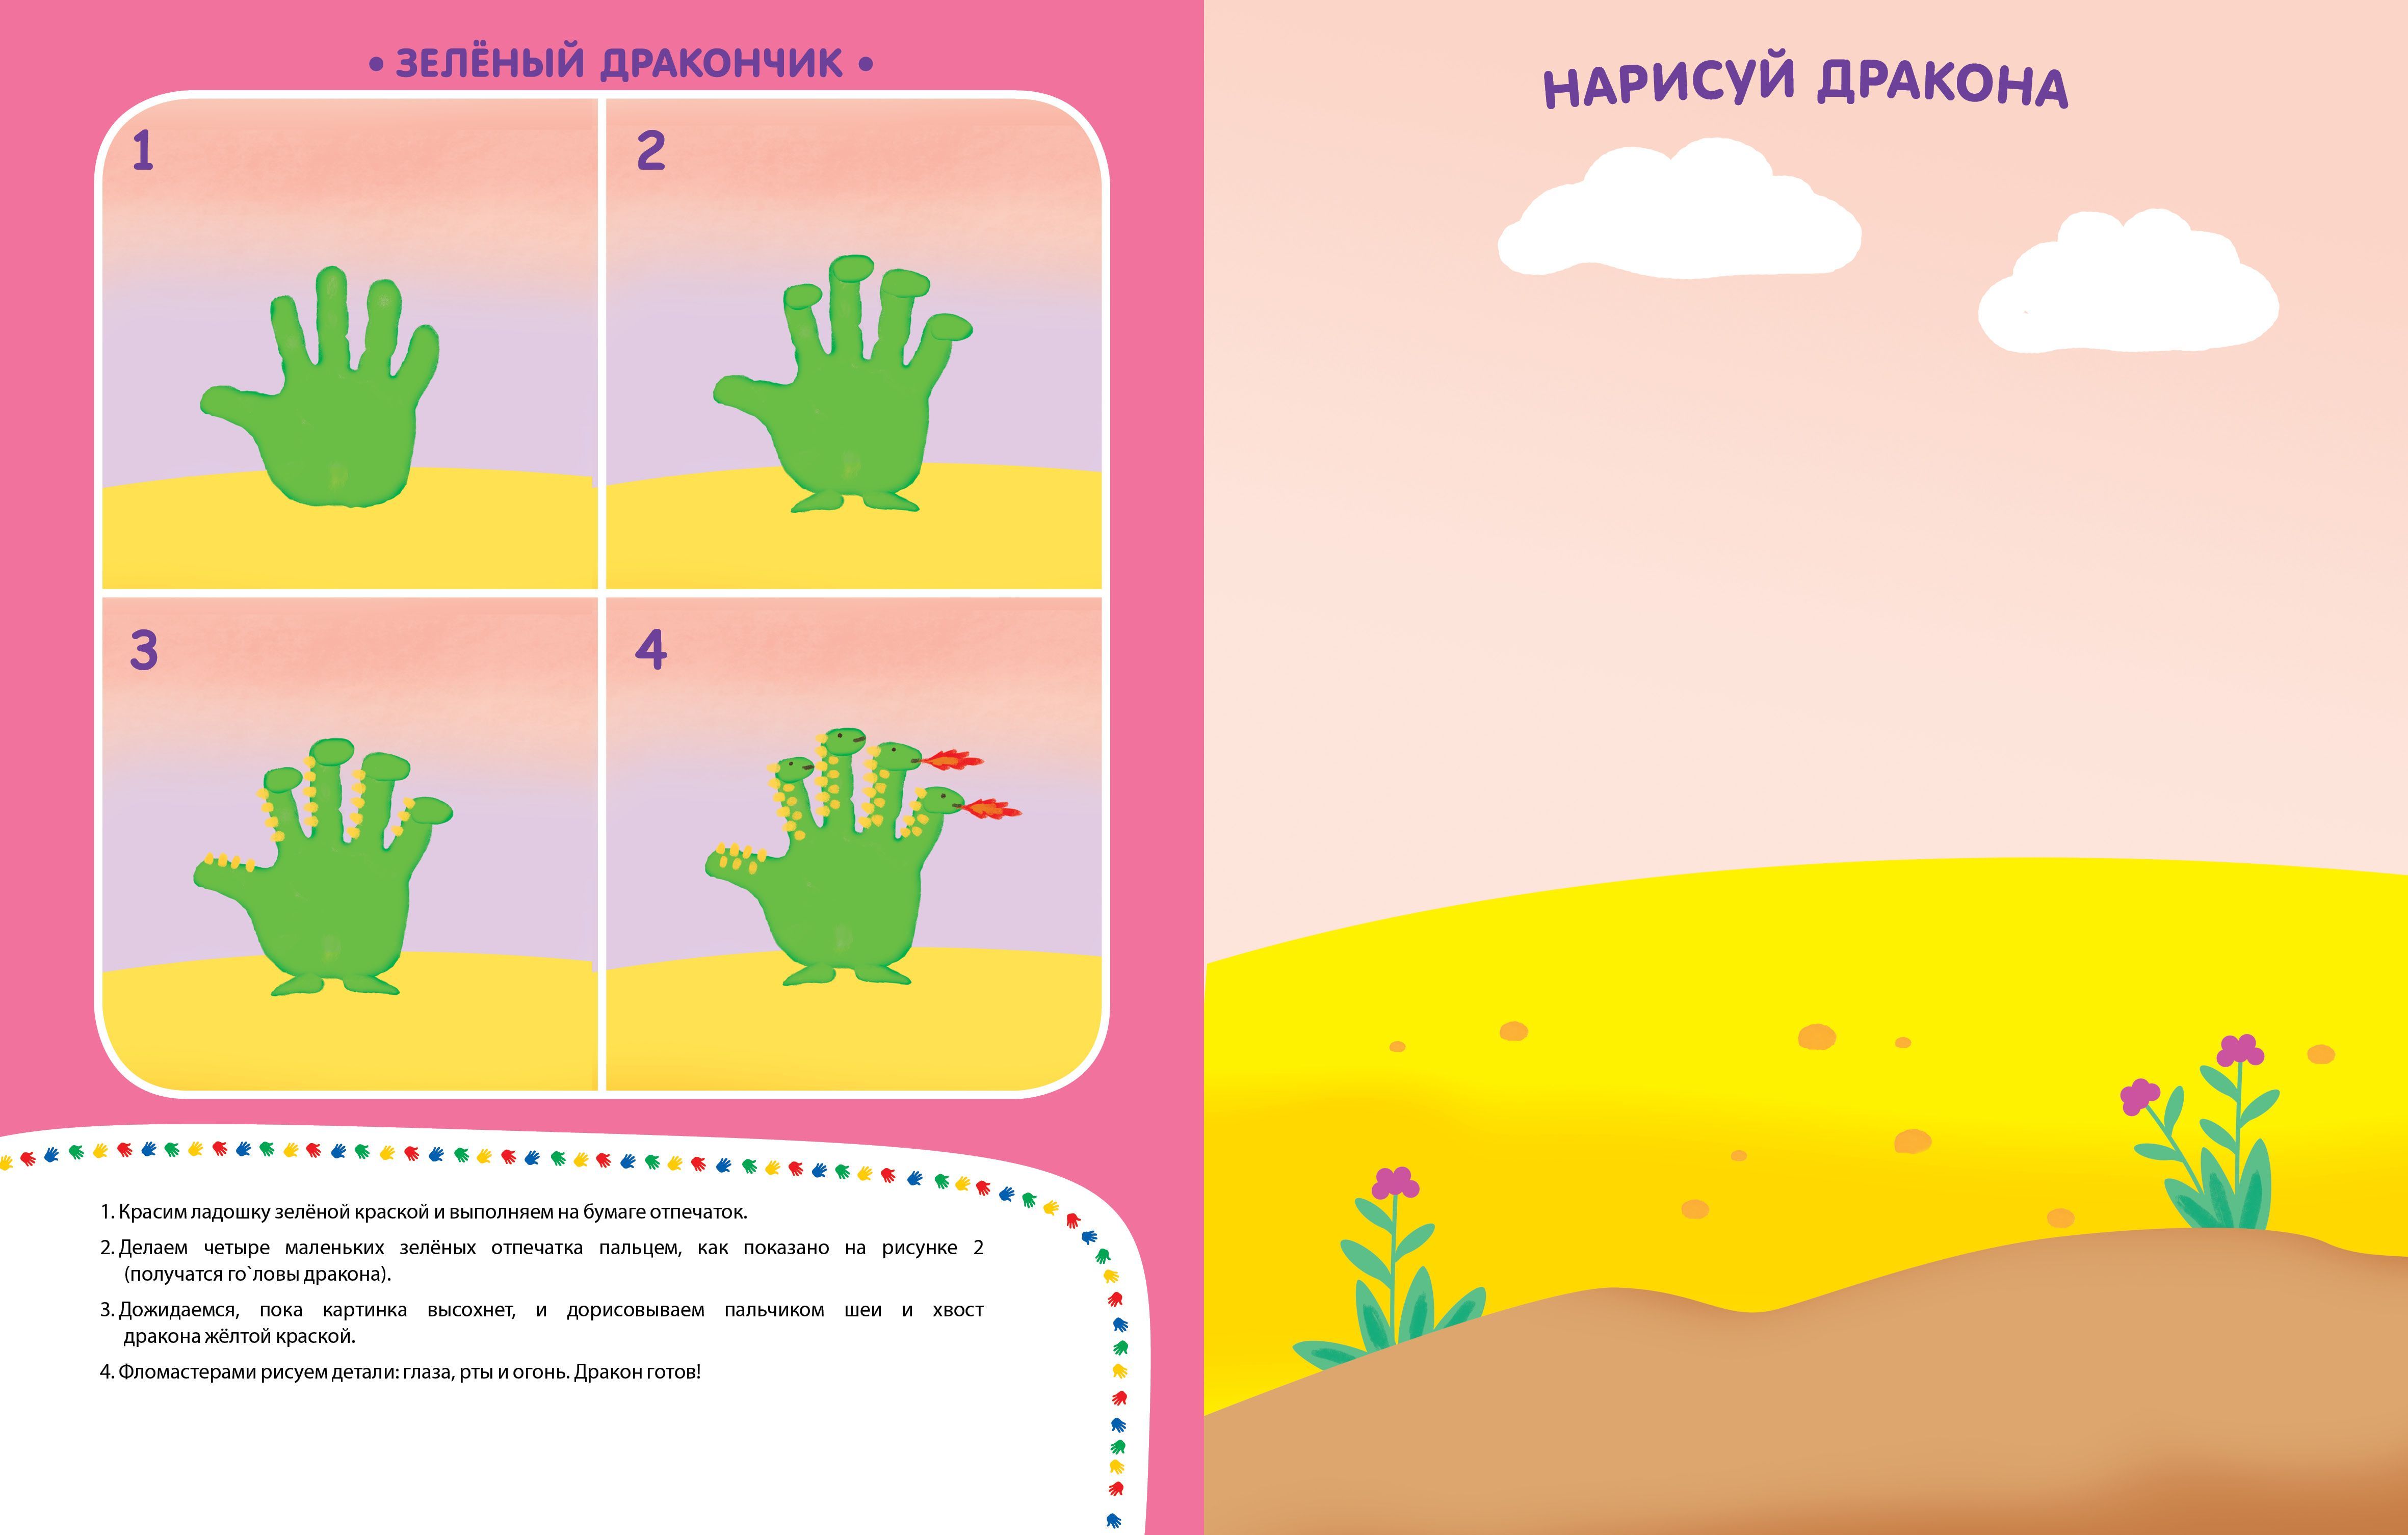 • ЗЕЛЁНЫЙ ДРАКОНЧИК •
1
2
3
4
1. Красим ладошку зелёной краской и выполняем на бумаге отпечаток.
2. Делаем четыре маленьких зелёных отпечатка пальцем, как показано на рисунке 2
(получатся го`ловы дракона).
3. Дожидаемся, пока картинка высохнет, и дорисовываем пальчиком шеи и хвост
дракона жёлтой краской.
4. Фломастерами рисуем детали: глаза, рты и огонь. Дракон готов!
НАРИСУЙ ДРАКОНА